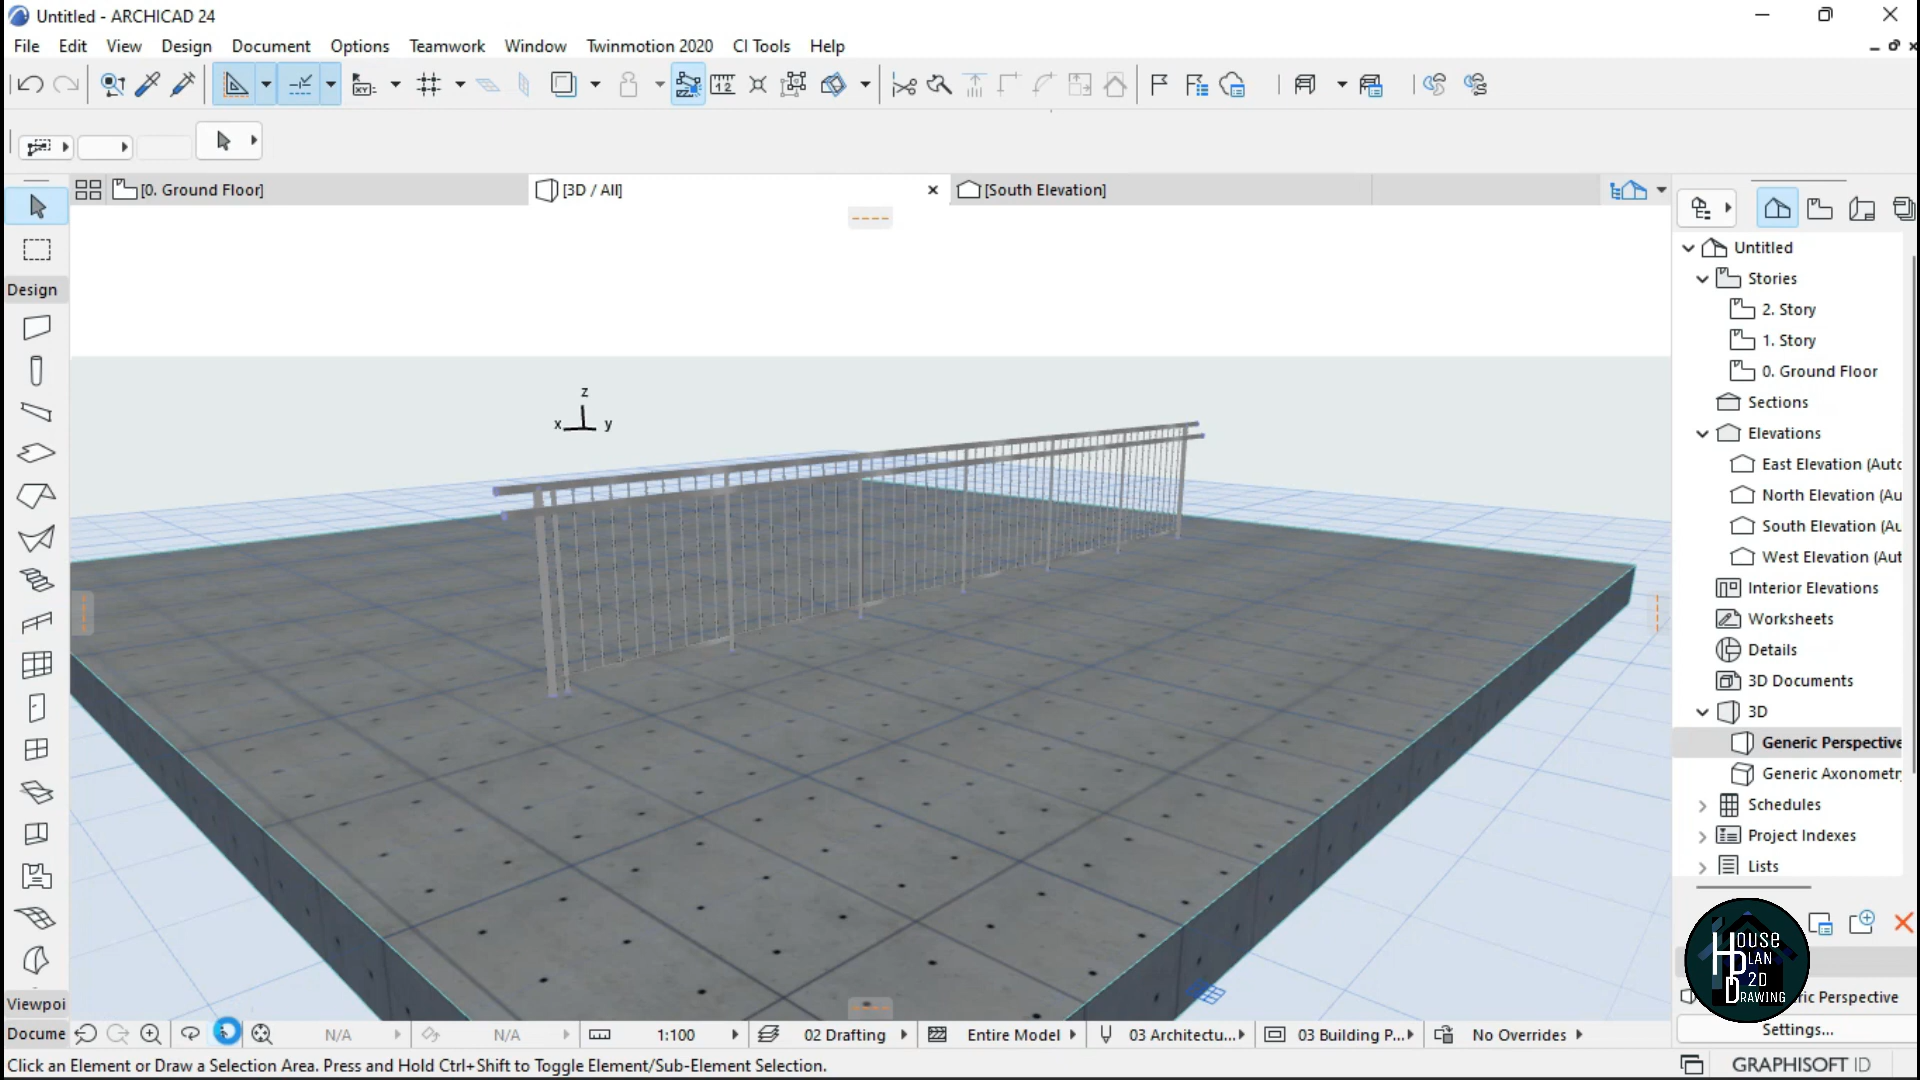 Untitled - ARCHICAD 24
File Edit View Design Document Options Teamwork Window Twinmotion 2020 CI Tools Help
[0. Ground Floor]
[3D / All]
[South Elevation]
Design
Viewpoi
Docume
z
x
y
Untitled
Stories
2. Story
1. Story
0. Ground Floor
Sections
Elevations
East Elevation (Auto
North Elevation (Au
South Elevation (Au
West Elevation (Aut
Interior Elevations
Worksheets
Details
3D Documents
3D
Generic Perspective
Generic Axonometr
Schedules
Project Indexes
Lists
House
Plan
2D
Drawing
ric Perspective
Settings...
N/A
N/A
1:100
02 Drafting
Entire Model
03 Architectu...
03 Building P...
No Overrides
Click an Element or Draw a Selection Area. Press and Hold Ctrl+Shift to Toggle Element/Sub-Element Selection.
GRAPHISOFT ID